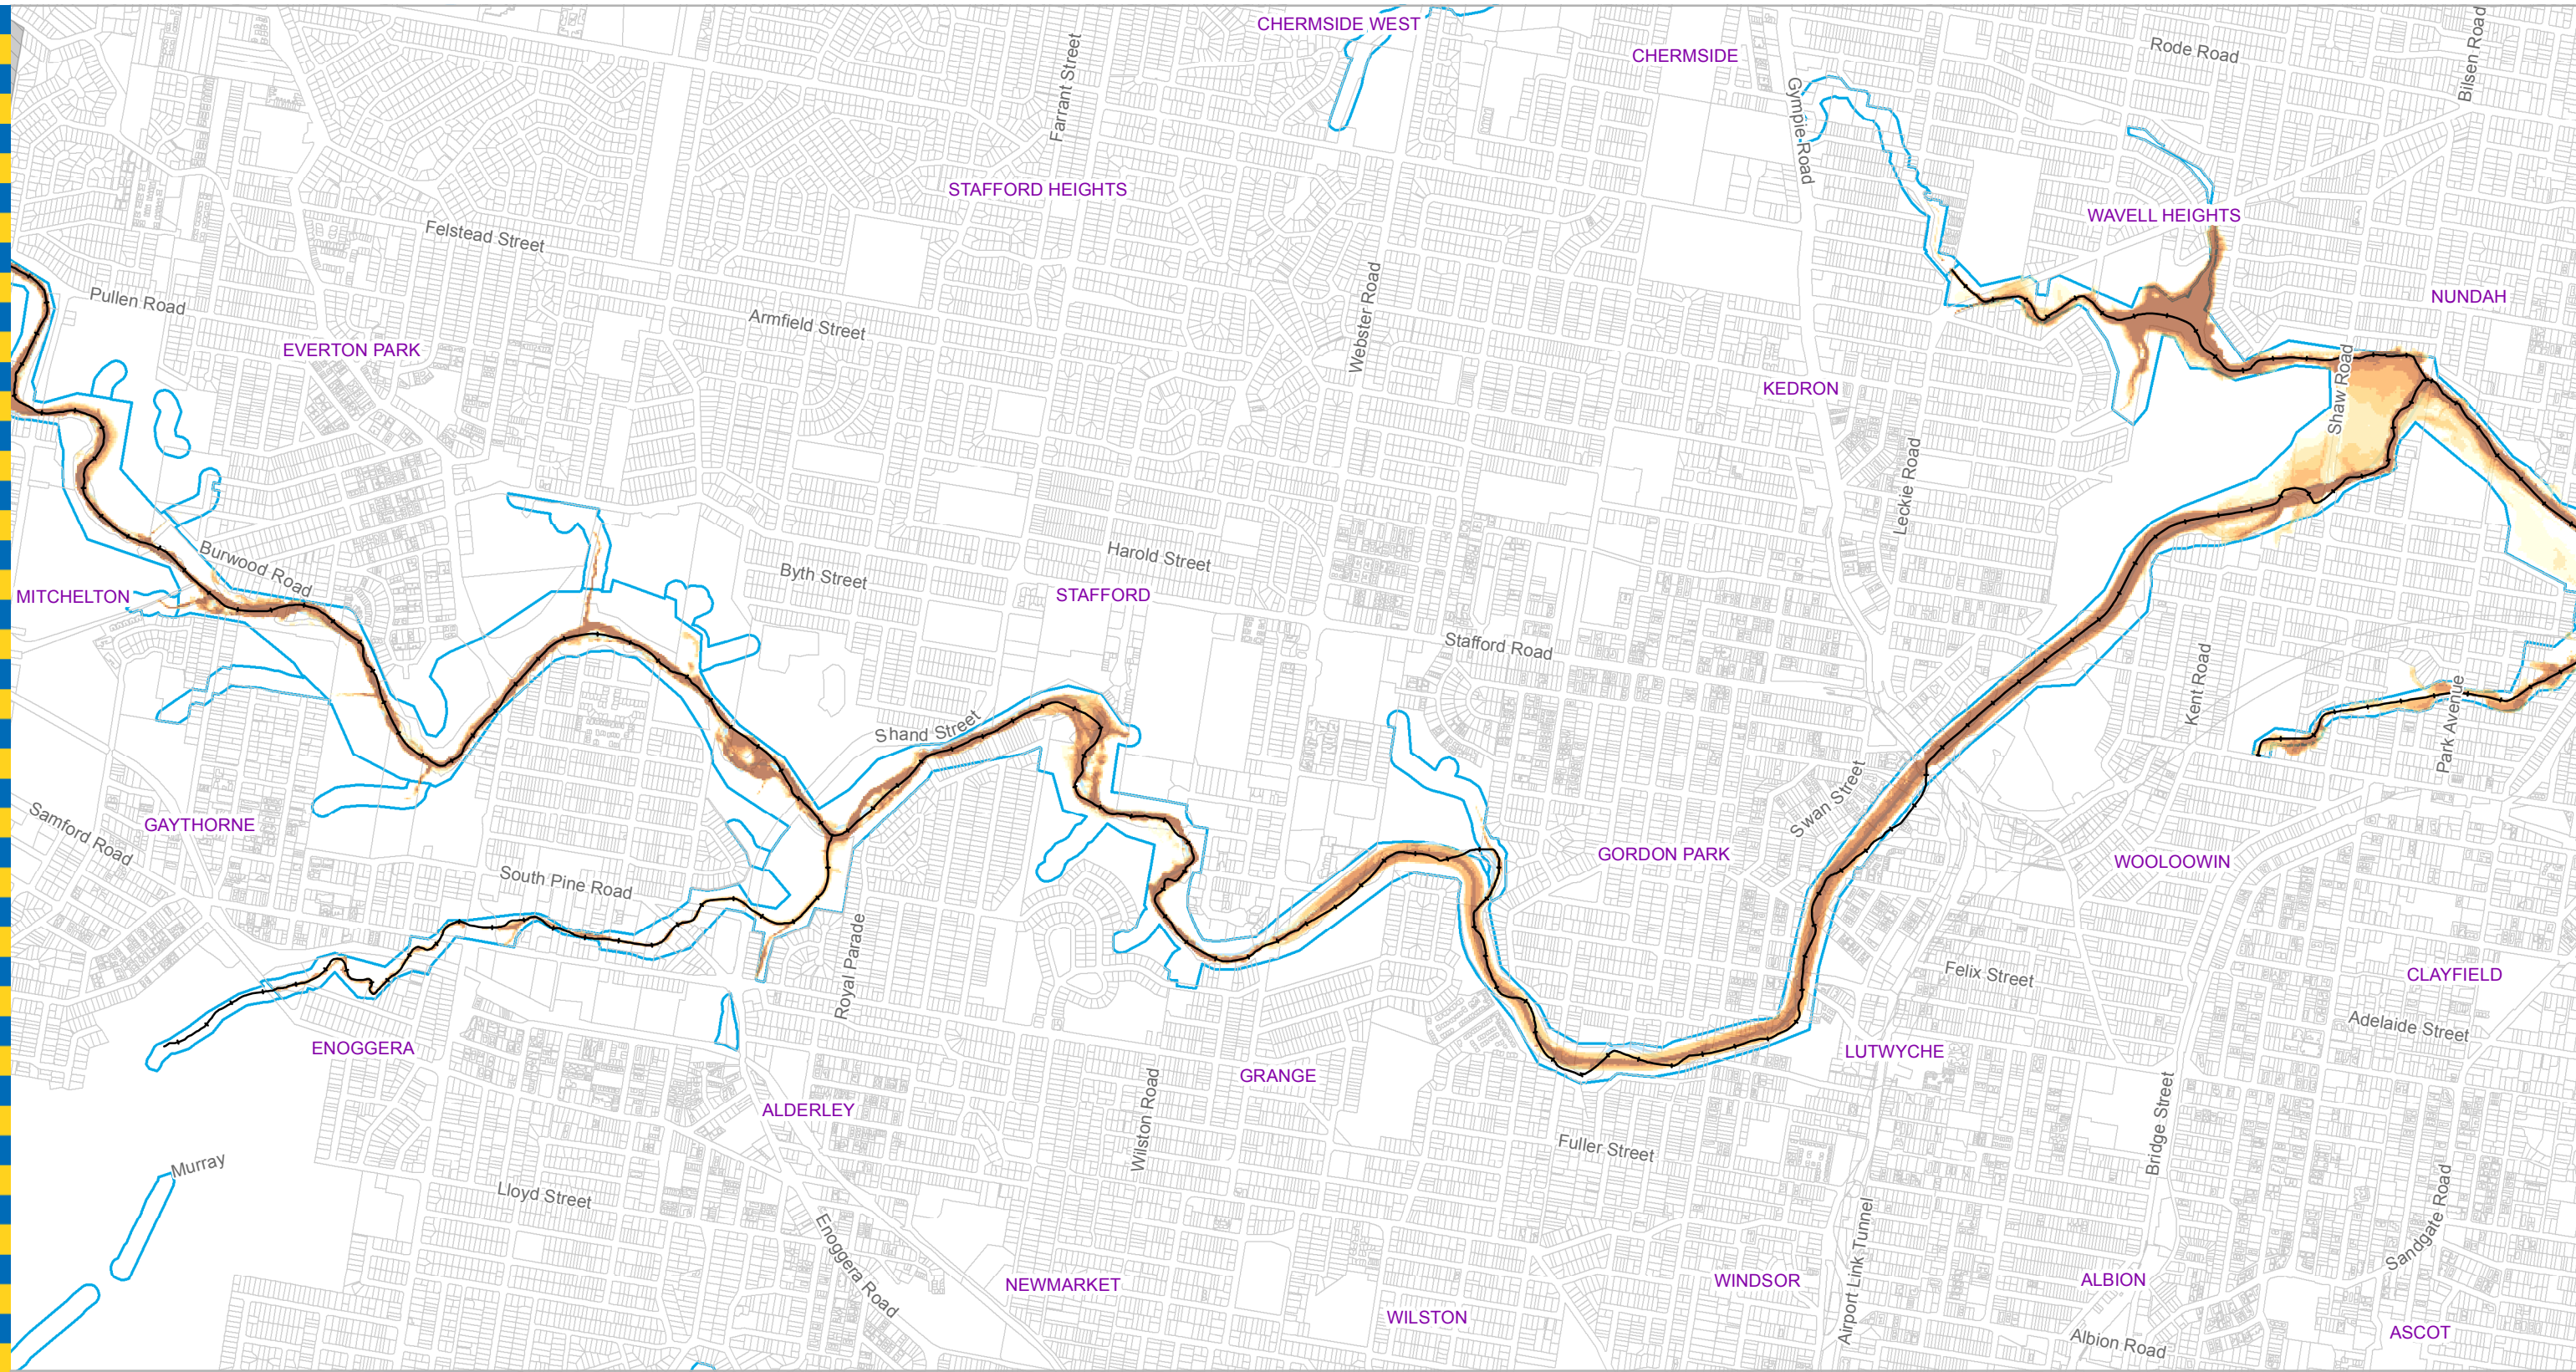 CHERMSIDE WEST
CHERMSIDE
Rode Road
Bilsen Road
Farrant Street
Gympie Road
STAFFORD HEIGHTS
WAVELL HEIGHTS
Felstead Street
Pullen Road
NUNDAH
Webster Road
Armfield Street
EVERTON PARK
KEDRON
Shaw Road
Leckie Road
Burwood Road
Harold Street
Byth Street
MITCHELTON
STAFFORD
Stafford Road
Kent Road
Park Avenue
Shand Street
Swan Street
Samford Road
GAYTHORNE
GORDON PARK
WOOLOOWIN
South Pine Road
Royal Parade
Felix Street
CLAYFIELD
Adelaide Street
ENOGGERA
LUTWYCHE
GRANGE
ALDERLEY
Wilston Road
Bridge Street
Fuller Street
Murray
Lloyd Street
Sandgate Road
Enoggera Road
Airport Link Tunnel
NEWMARKET
WINDSOR
ALBION
WILSTON
Albion Road
ASCOT